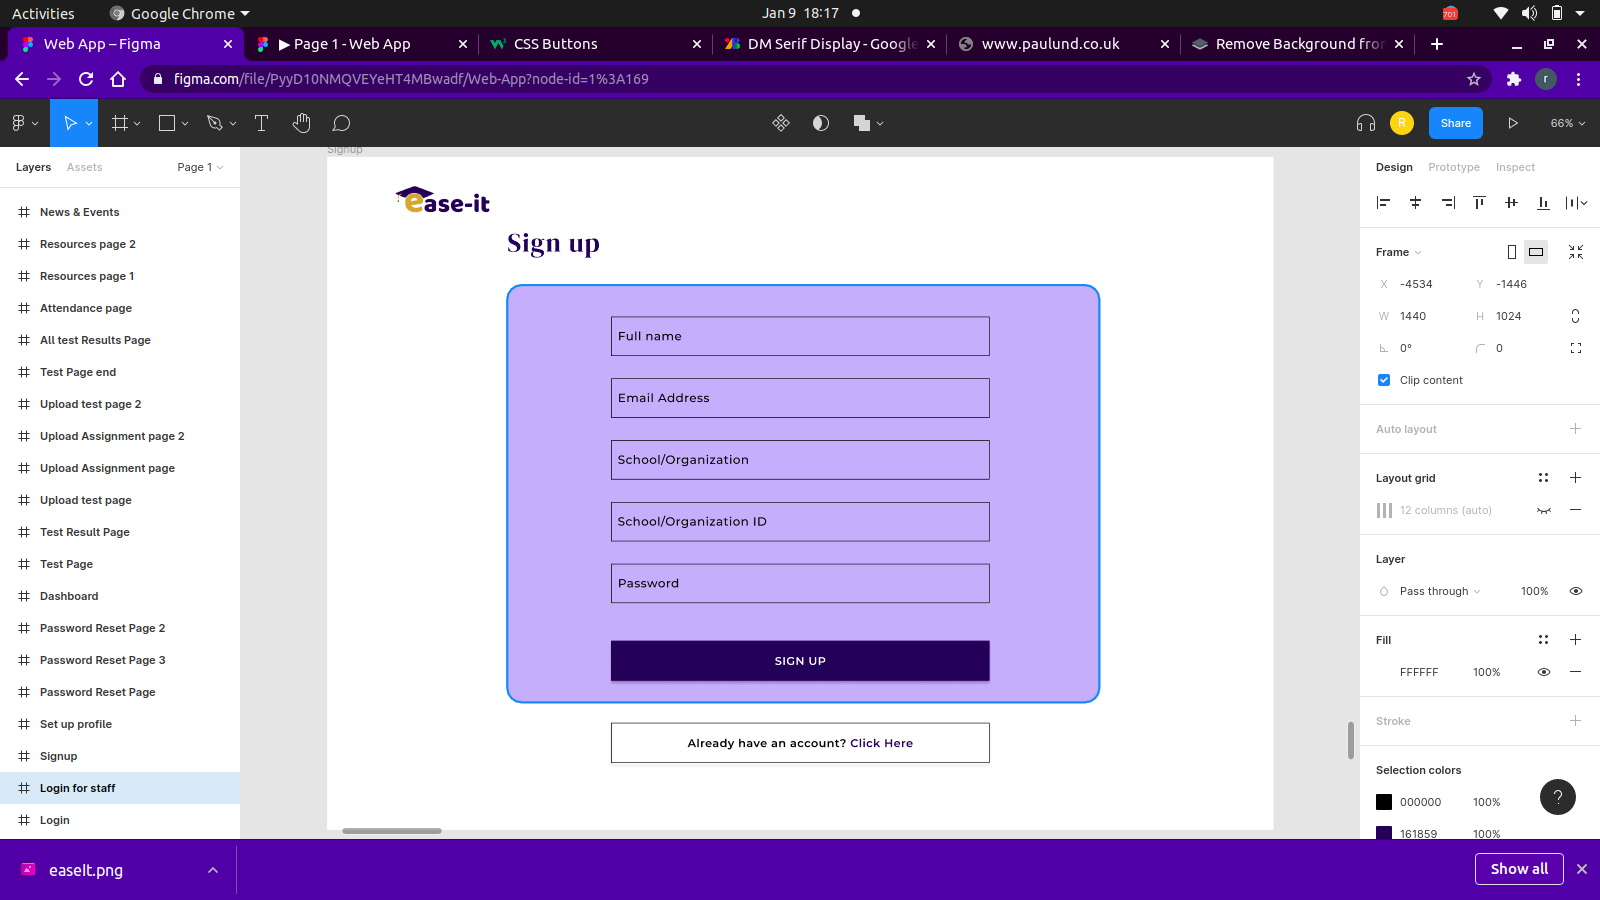 Activities
Google Chrome
Jan 9 18:17
701
Web App – Figma
▶ Page 1 - Web App
CSS Buttons
DM Serif Display - Google
www.paulund.co.uk
Remove Background from
figma.com/file/PyyD10NMQVEYeHT4MBwadf/Web-App?node-id=1%3A169
r
R
Share
66%
Layers
Assets
Page 1
News & Events
Resources page 2
Resources page 1
Attendance page
All test Results Page
Test Page end
Upload test page 2
Upload Assignment page 2
Upload Assignment page
Upload test page
Test Result Page
Test Page
Dashboard
Password Reset Page 2
Password Reset Page 3
Password Reset Page
Set up profile
Signup
Login for staff
Login
Signup
ease-it
Sign up
Full name
Email Address
School/Organization
School/Organization ID
Password
SIGN UP
Already have an account? Click Here
Design
Prototype
Inspect
Frame
X -4534
Y -1446
W 1440
H 1024
0°
0
Clip content
Auto layout
Layout grid
12 columns (auto)
Layer
Pass through
100%
Fill
FFFFFF
100%
Stroke
Selection colors
000000
100%
?
161859
100%
easeIt.png
Show all